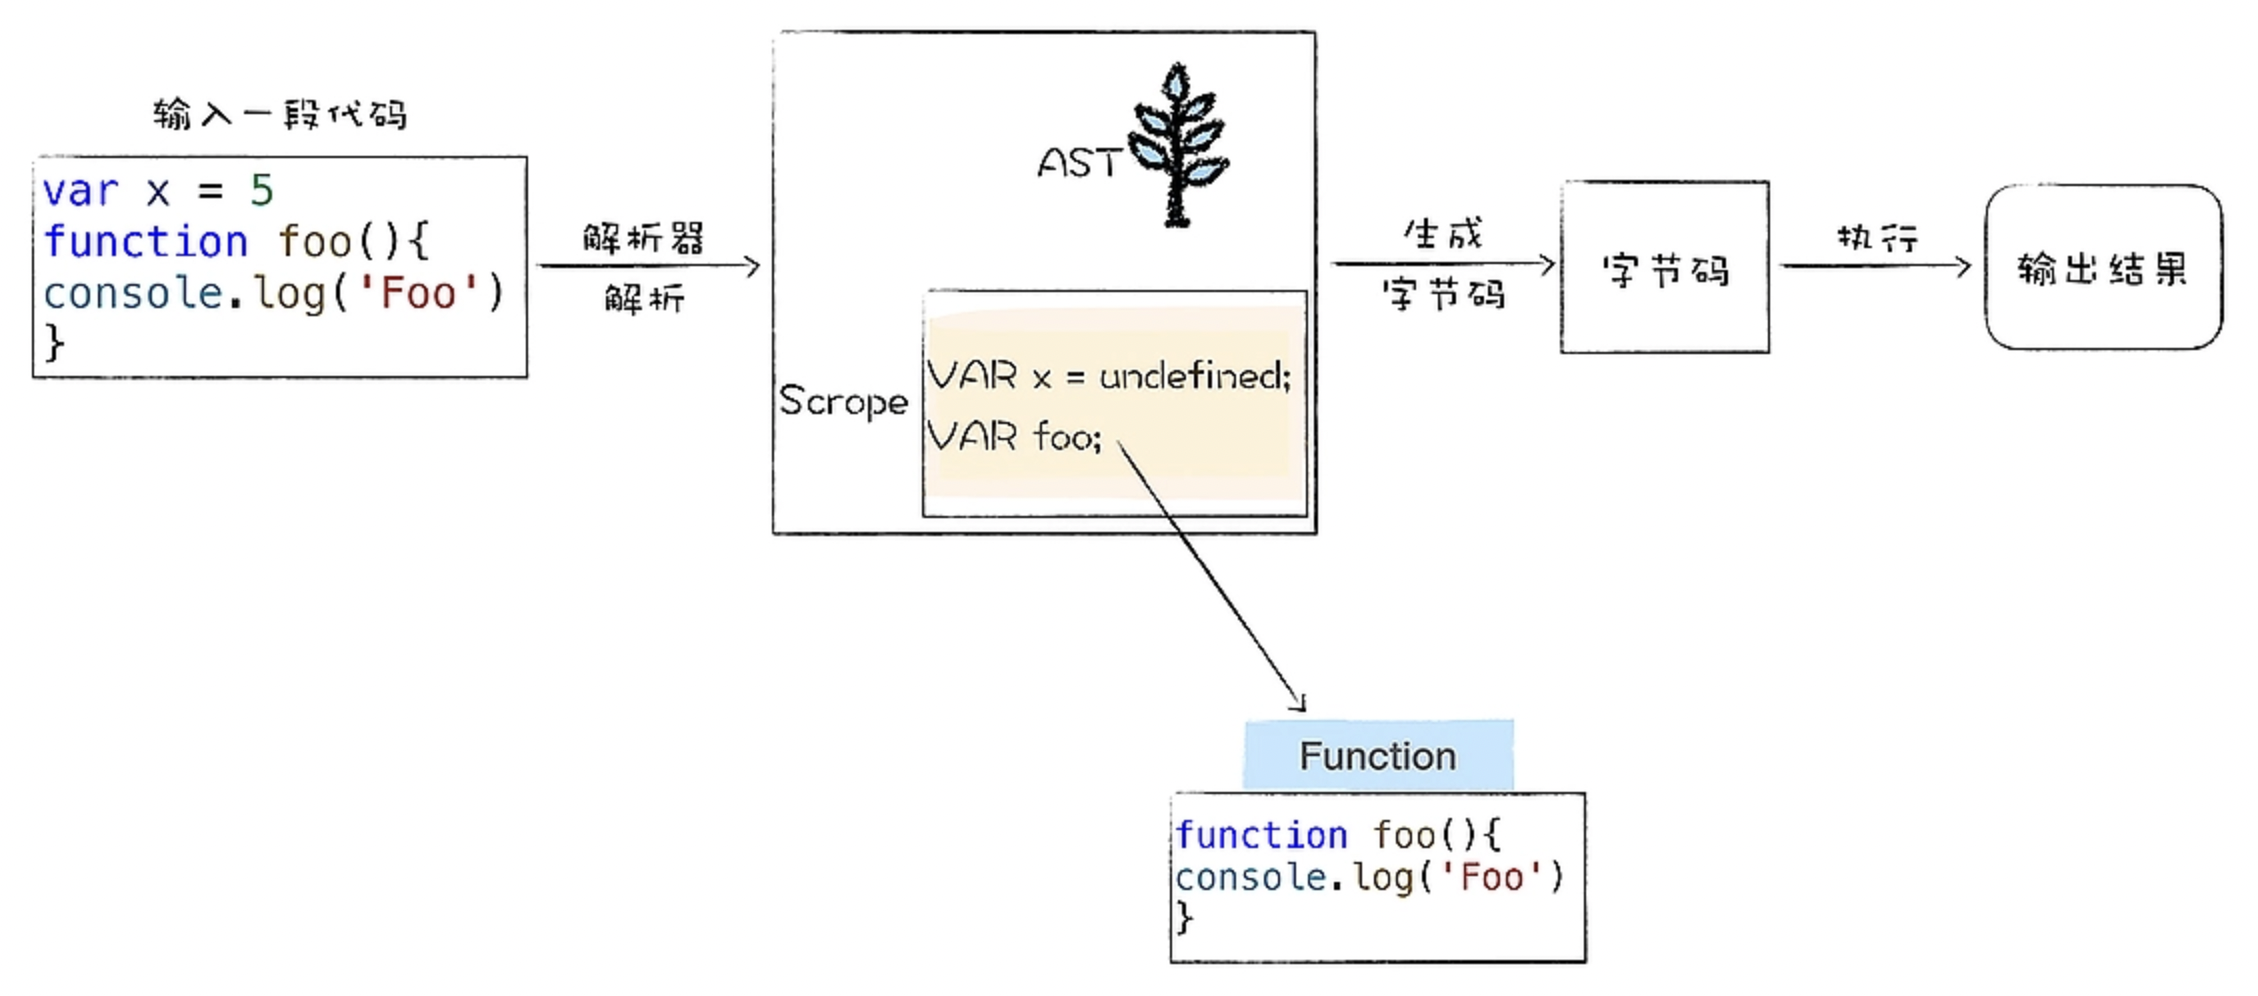 输入一段代码
var x = 5
function foo(){
console.log('Foo')
}
解析器
解析
AST
Scrope
VAR x = undefined;
VAR foo;
生成
字节码
字节码
执行
输出结果
Function
function foo(){
console.log('Foo')
}